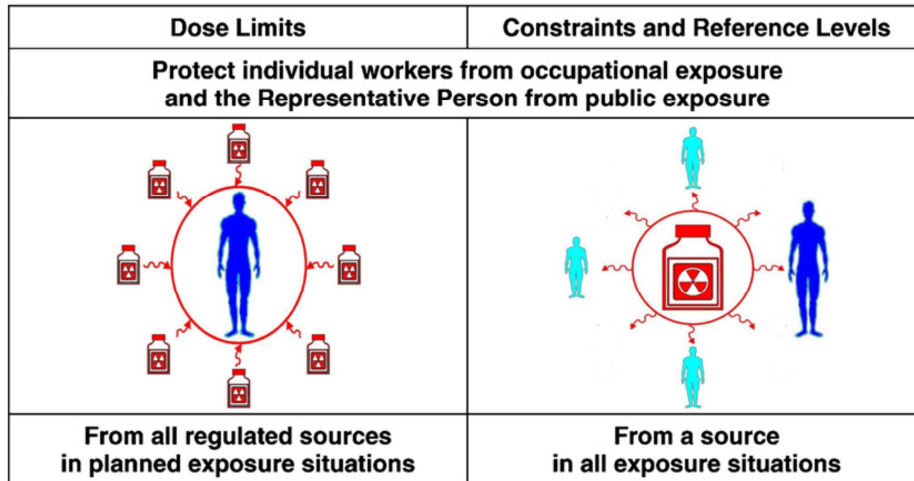 Dose Limits
Constraints and Reference Levels
Protect individual workers from occupational exposure
and the Representative Person from public exposure
From all regulated sources
in planned exposure situations
From a source
in all exposure situations